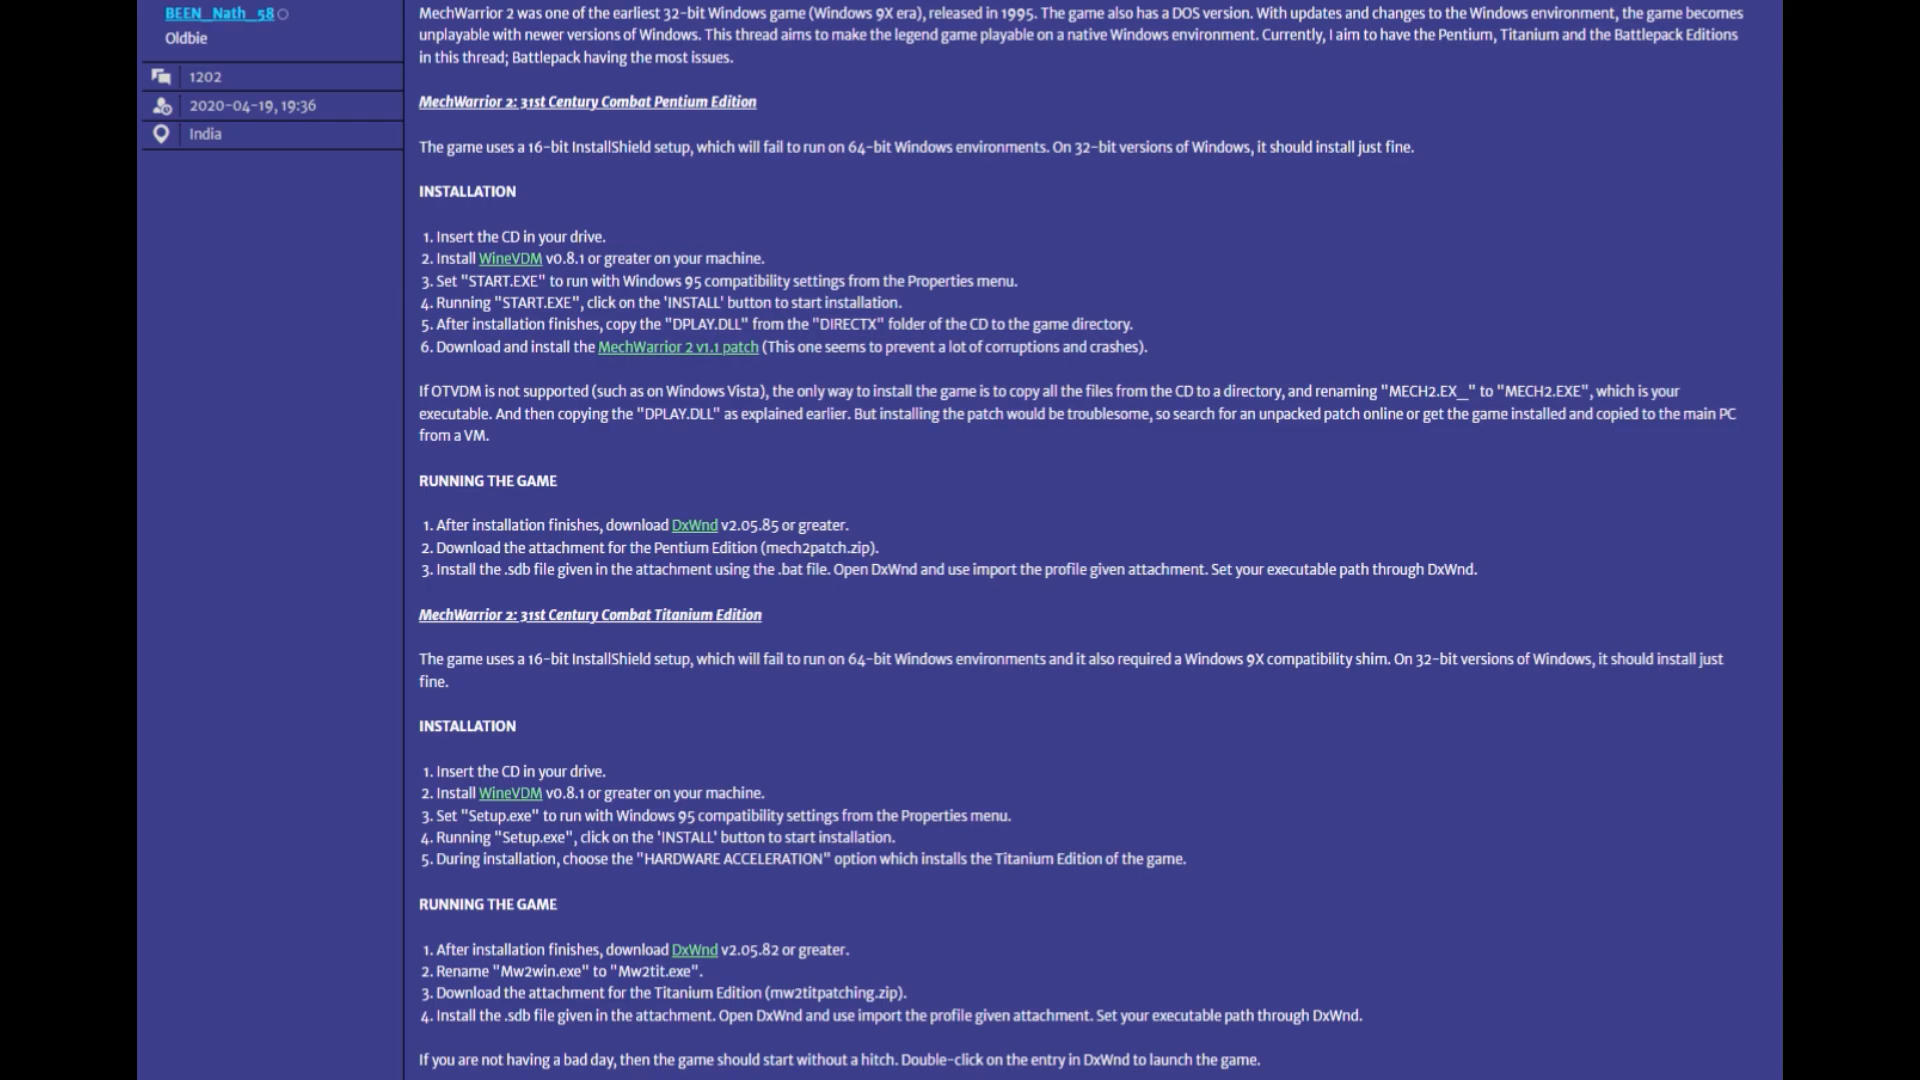 BEEN_Nath_58
Oldbie
1202
2020-04-19, 19:36
India
MechWarrior 2 was one of the earliest 32-bit Windows game (Windows 9X era), released in 1995. The game also has a DOS version. With updates and changes to the Windows environment, the game becomes
unplayable with newer versions of Windows. This thread aims to make the legend game playable on a native Windows environment. Currently, I aim to have the Pentium, Titanium and the Battlepack Editions
in this thread; Battlepack having the most issues.
MechWarrior 2: 31st Century Combat Pentium Edition
The game uses a 16-bit InstallShield setup, which will fail to run on 64-bit Windows environments. On 32-bit versions of Windows, it should install just fine.
INSTALLATION
1. Insert the CD in your drive.
2. Install WineVDM v0.8.1 or greater on your machine.
3. Set "START.EXE" to run with Windows 95 compatibility settings from the Properties menu.
4. Running "START.EXE", click on the 'INSTALL' button to start installation.
5. After installation finishes, copy the "DPLAY.DLL" from the "DIRECTX" folder of the CD to the game directory.
6. Download and install the MechWarrior 2 v1.1 patch (This one seems to prevent a lot of corruptions and crashes).
If OTVDM is not supported (such as on Windows Vista), the only way to install the game is to copy all the files from the CD to a directory, and renaming "MECH2.EX_" to "MECH2.EXE", which is your
executable. And then copying the "DPLAY.DLL" as explained earlier. But installing the patch would be troublesome, so search for an unpacked patch online or get the game installed and copied to the main PC
from a VM.
RUNNING THE GAME
1. After installation finishes, download DxWnd v2.05.85 or greater.
2. Download the attachment for the Pentium Edition (mech2patch.zip).
3. Install the .sdb file given in the attachment using the .bat file. Open DxWnd and use import the profile given attachment. Set your executable path through DxWnd.
MechWarrior 2: 31st Century Combat Titanium Edition
The game uses a 16-bit InstallShield setup, which will fail to run on 64-bit Windows environments and it also required a Windows 9X compatibility shim. On 32-bit versions of Windows, it should install just
fine.
INSTALLATION
1. Insert the CD in your drive.
2. Install WineVDM v0.8.1 or greater on your machine.
3. Set "Setup.exe" to run with Windows 95 compatibility settings from the Properties menu.
4. Running "Setup.exe", click on the 'INSTALL' button to start installation.
5. During installation, choose the "HARDWARE ACCELERATION" option which installs the Titanium Edition of the game.
RUNNING THE GAME
1. After installation finishes, download DxWnd v2.05.82 or greater.
2. Rename "Mw2win.exe" to "Mw2tit.exe".
3. Download the attachment for the Titanium Edition (mw2titpatching.zip).
4. Install the .sdb file given in the attachment. Open DxWnd and use import the profile given attachment. Set your executable path through DxWnd.
If you are not having a bad day, then the game should start without a hitch. Double-click on the entry in DxWnd to launch the game.